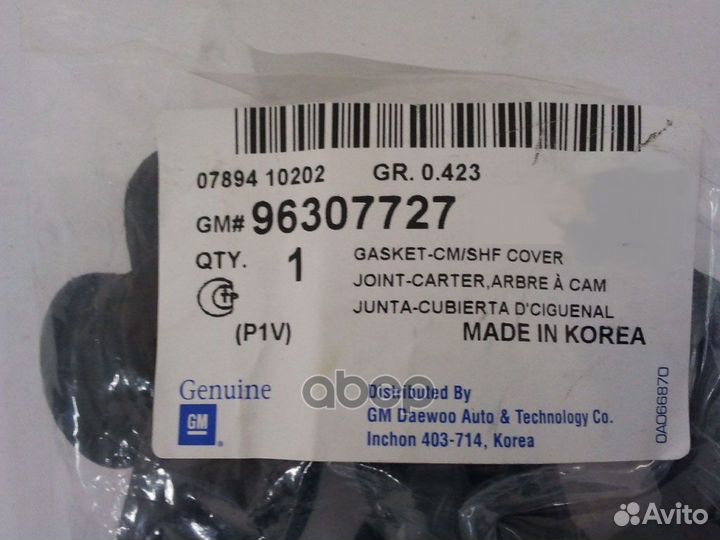 07894 10202 GR. 0.423
GM# 96307727
QTY. 1
GASKET-CM/SHF COVER
JOINT-CARTER,ARBRE À CAM
JUNTA-CUBIERTA D'CIGUENAL
(P1V) MADE IN KOREA
Genuine
GM
Distributed By
GM Daewoo Auto & Technology Co.
Inchon 403-714, Korea
0A066870
авто
Avito